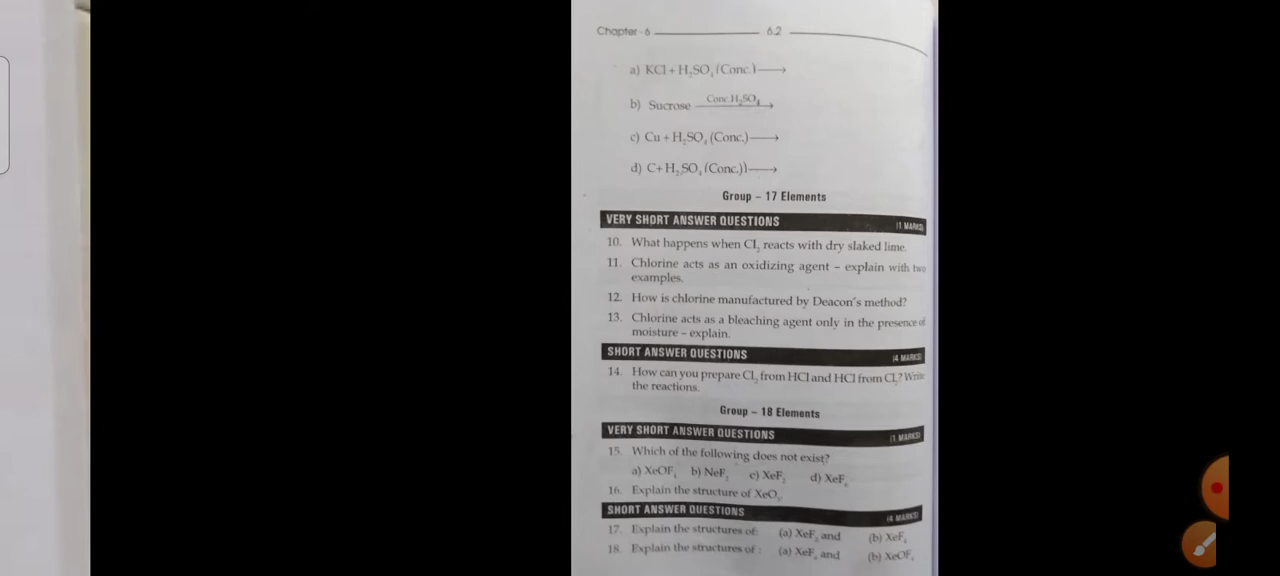 Chapter - 6 6.2
a) KCl + H₂SO₄ (Conc.) ⟶
b) Sucrose Conc.H₂SO₄ ⟶
c) Cu + H₂SO₄ (Conc.) ⟶
d) C+ H₂SO₄ (Conc.)) ⟶
Group – 17 Elements
VERY SHORT ANSWER QUESTIONS (1 MARKS)
10. What happens when Cl₂ reacts with dry slaked lime.
11. Chlorine acts as an oxidizing agent – explain with two
examples.
12. How is chlorine manufactured by Deacon's method?
13. Chlorine acts as a bleaching agent only in the presence of
moisture – explain.
SHORT ANSWER QUESTIONS (4 MARKS)
14. How can you prepare Cl₂ from HCl and HCl from Cl₂? Write
the reactions.
Group – 18 Elements
VERY SHORT ANSWER QUESTIONS (1 MARKS)
15. Which of the following does not exist?
a) XeOF₄ b) NeF₂ c) XeF₂ d) XeF₆
16. Explain the structure of
SHORT ANSWER QUESTIONS (4 MARKS)
17. Explain the structures of: (a) XeF₂ and (b) XeF₄
18. Explain the structures of : (a) XeF₆ and (b) XeOF₄